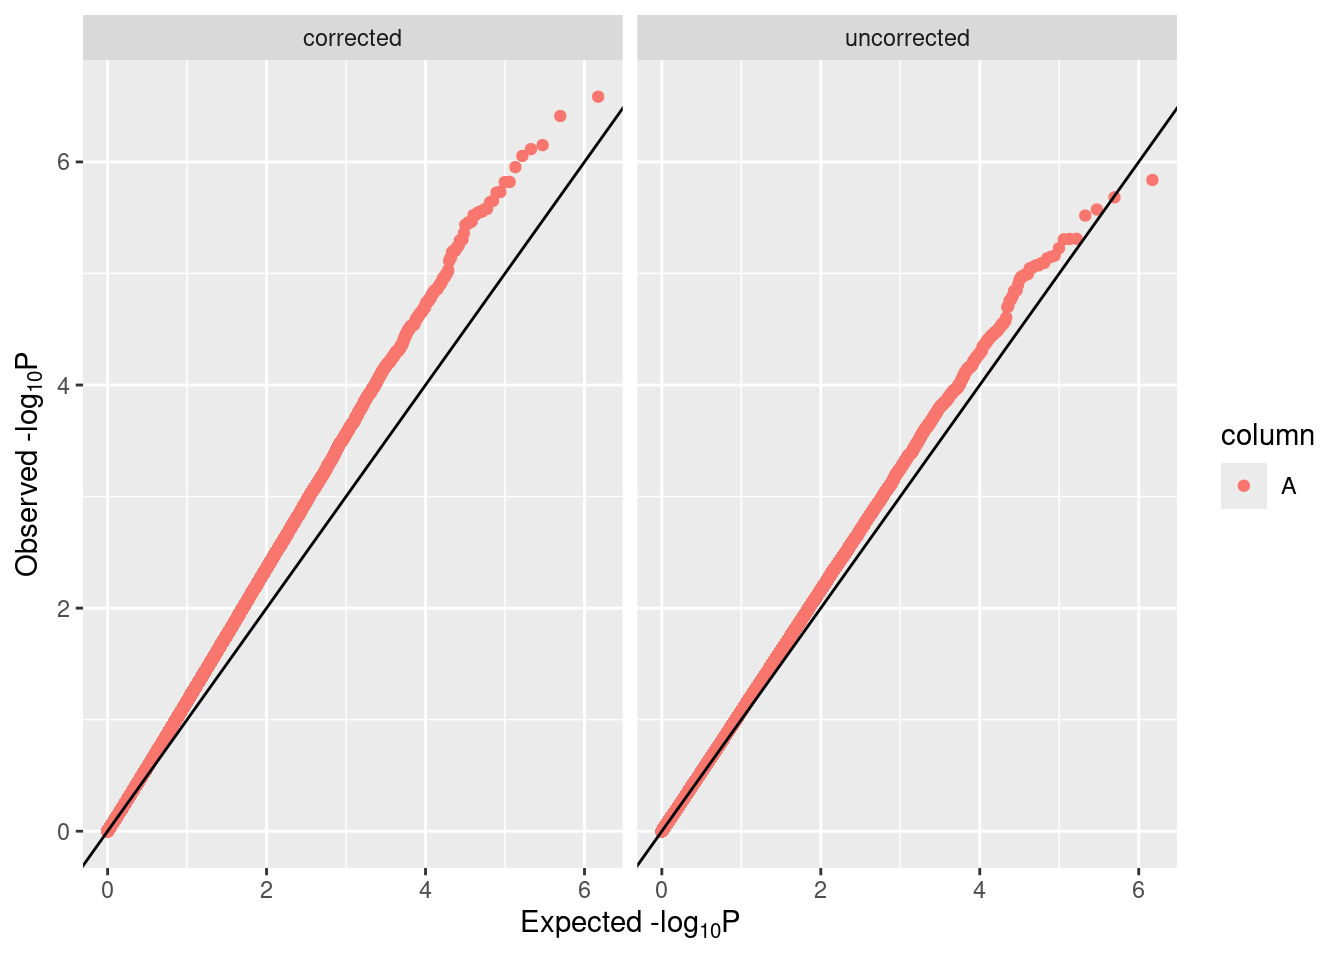 corrected
uncorrected
Observed -log10P
6
4
2
0
0 2 4 6
0 2 4 6
Expected -log10P
column
A